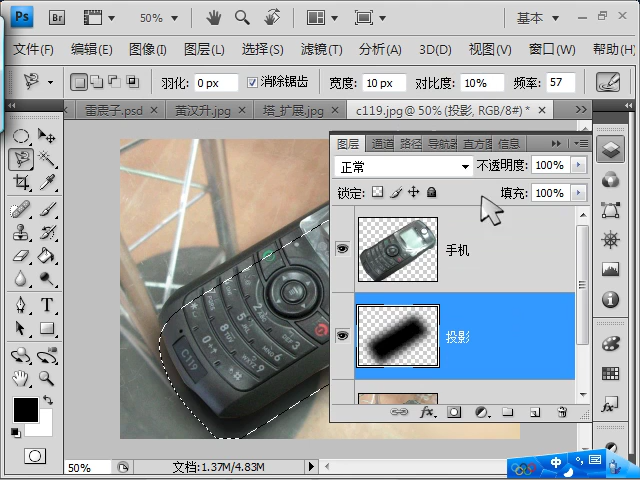 Ps Br 50% 基本
文件(F) 编辑(E) 图像(I) 图层(L) 选择(S) 滤镜(T) 分析(A) 3D(D) 视图(V) 窗口(W) 帮助(H)
羽化: 0 px 消除锯齿 宽度: 10 px 对比度: 10% 频率: 57
雷震子.psd × 黄汉升.jpg × 塔_扩展.jpg × c119.jpg @ 50% (投影, RGB/8#) * ×
图层 通道 路径 导航器 直方图 信息
正常 不透明度: 100%
锁定: 填充: 100%
手机
投影
C119
50% 文档:1.37M/4.83M
中